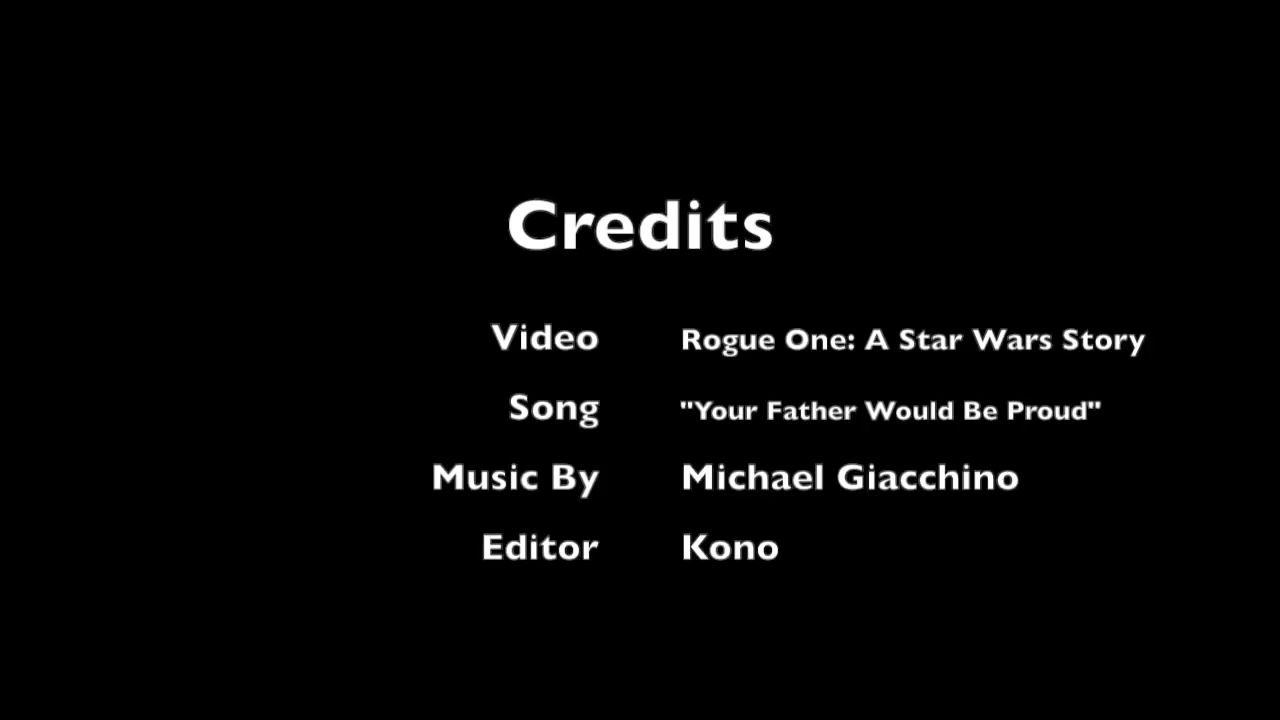 Credits
Video Rogue One: A Star Wars Story
Song "Your Father Would Be Proud"
Music By Michael Giacchino
Editor Kono